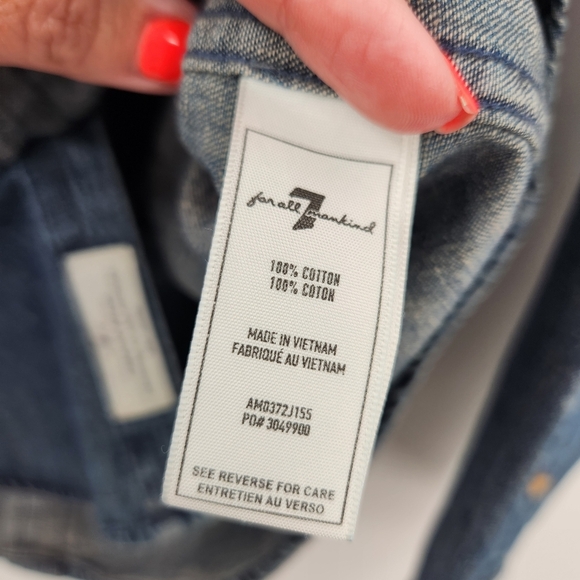 for all 7 mankind
100% COTTON
100% COTON
MADE IN VIETNAM
FABRIQUÉ AU VIETNAM
AM0372J155
PO# 3049900
SEE REVERSE FOR CARE
ENTRETIEN AU VERSO